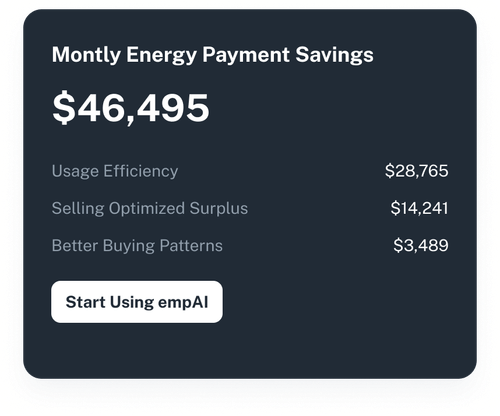 Montly Energy Payment Savings
$46,495
Usage Efficiency $28,765
Selling Optimized Surplus $14,241
Better Buying Patterns $3,489
Start Using empAI